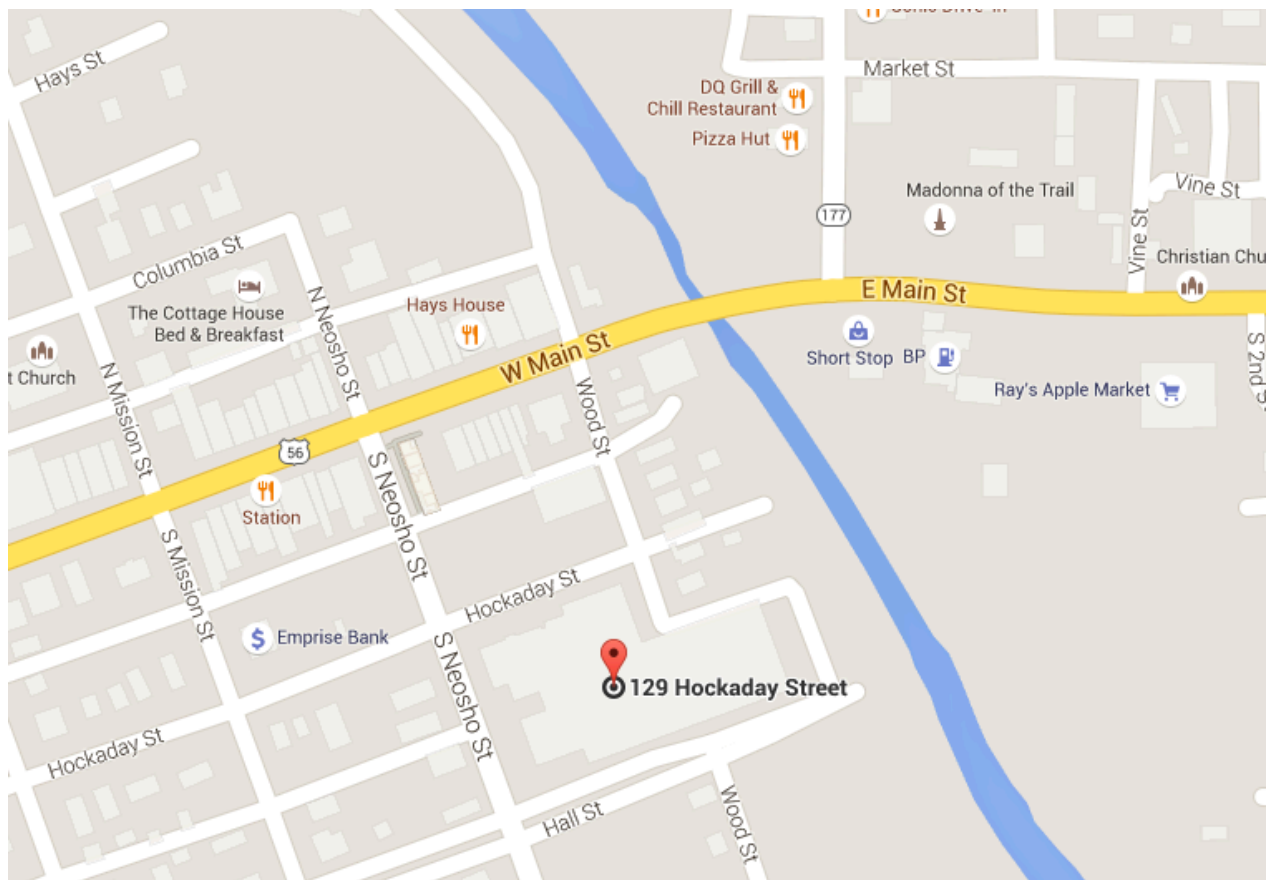 Hays St
Market St
DQ Grill &
Chill Restaurant
Pizza Hut
177
Madonna of the Trail
Vine St
Vine St
Columbia St
N Neosho St
The Cottage House
Bed & Breakfast
Hays House
W Main St
E Main St
Christian Chu
Short Stop
BP
Ray's Apple Market
S 2nd St
t Church
N Mission St
Wood St
56
Station
S Neosho St
S Mission St
Hockaday St
Emprise Bank
S Neosho St
129 Hockaday Street
Hockaday St
Hall St
Wood St